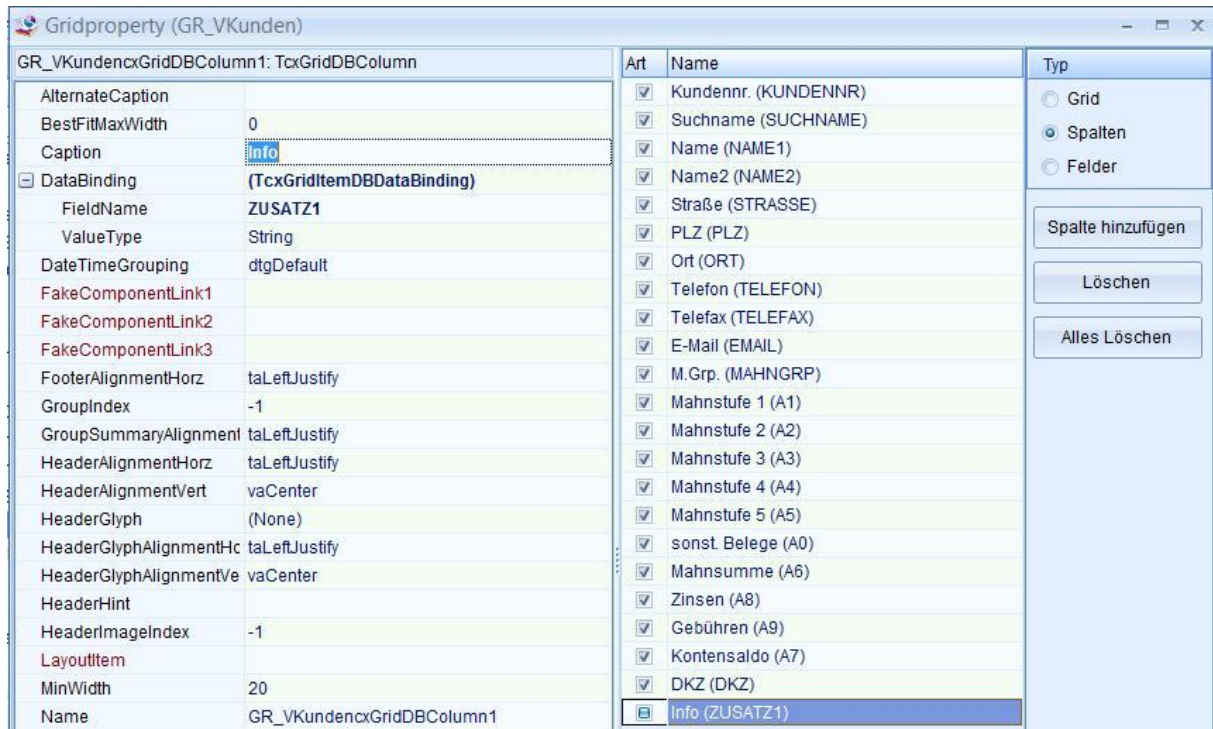 Gridproperty (GR_VKunden)
GR_VKundencxGridDBColumn1: TcxGridDBColumn
AlternateCaption
BestFitMaxWidth 0
Caption Info
DataBinding (TcxGridItemDBDataBinding)
FieldName ZUSATZ1
ValueType String
DateTimeGrouping dtgDefault
FakeComponentLink1
FakeComponentLink2
FakeComponentLink3
FooterAlignmentHorz taLeftJustify
GroupIndex -1
GroupSummaryAlignment taLeftJustify
HeaderAlignmentHorz taLeftJustify
HeaderAlignmentVert vaCenter
HeaderGlyph (None)
HeaderGlyphAlignmentHo taLeftJustify
HeaderGlyphAlignmentVe vaCenter
HeaderHint
HeaderImageIndex -1
LayoutItem
MinWidth 20
Name GR_VKundencxGridDBColumn1
Art Name
Kundennr. (KUNDENNR)
Suchname (SUCHNAME)
Name (NAME1)
Name2 (NAME2)
Straße (STRASSE)
PLZ (PLZ)
Ort (ORT)
Telefon (TELEFON)
Telefax (TELEFAX)
E-Mail (EMAIL)
M.Grp. (MAHNGRP)
Mahnstufe 1 (A1)
Mahnstufe 2 (A2)
Mahnstufe 3 (A3)
Mahnstufe 4 (A4)
Mahnstufe 5 (A5)
sonst. Belege (A0)
Mahnsumme (A6)
Zinsen (A8)
Gebühren (A9)
Kontensaldo (A7)
DKZ (DKZ)
Info (ZUSATZ1)
Typ
Grid
Spalten
Felder
Spalte hinzufügen
Löschen
Alles Löschen